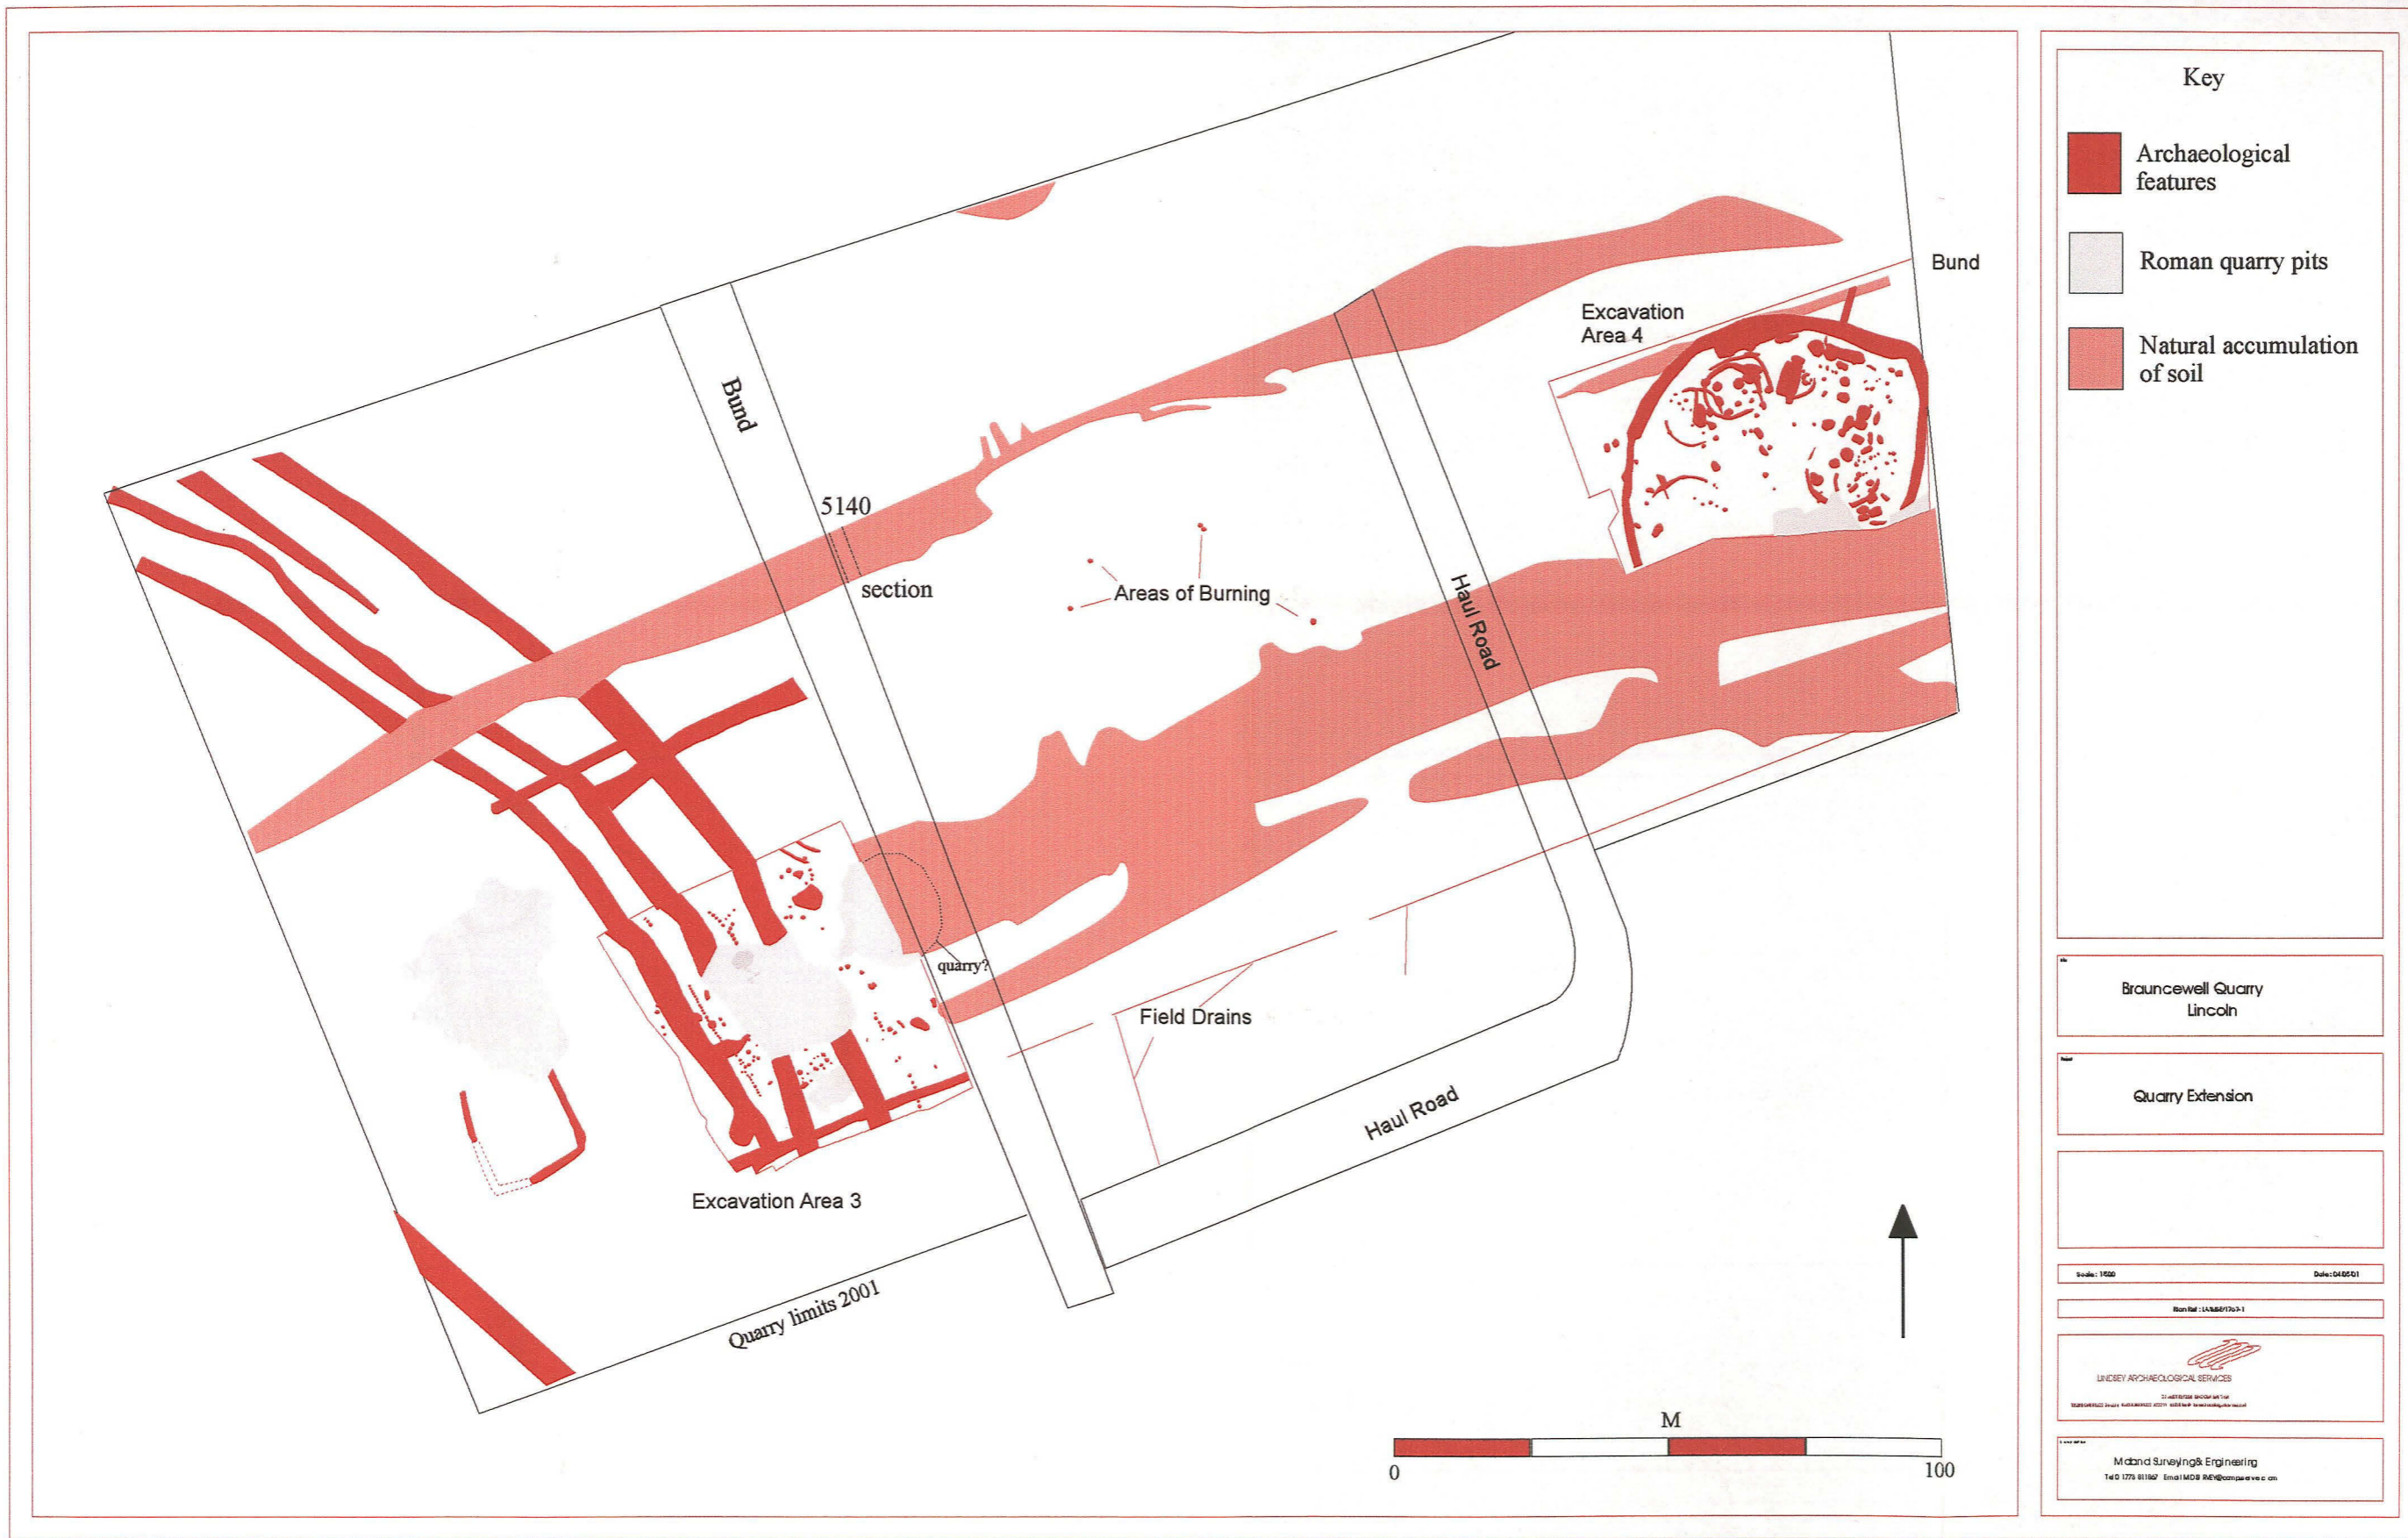 Bund
Excavation
Area 4
Bund
5140
section
Areas of Burning
Haul Road
quarry?
Field Drains
Haul Road
Excavation Area 3
Quarry limits 2001
M
0
100
Key
Archaeological
features
Roman quarry pits
Natural accumulation
of soil
Brauncewell Quarry
Lincoln
Quarry Extension
LINDSEY ARCHAEOLOGICAL SERVICES
Midland Surveying & Engineering